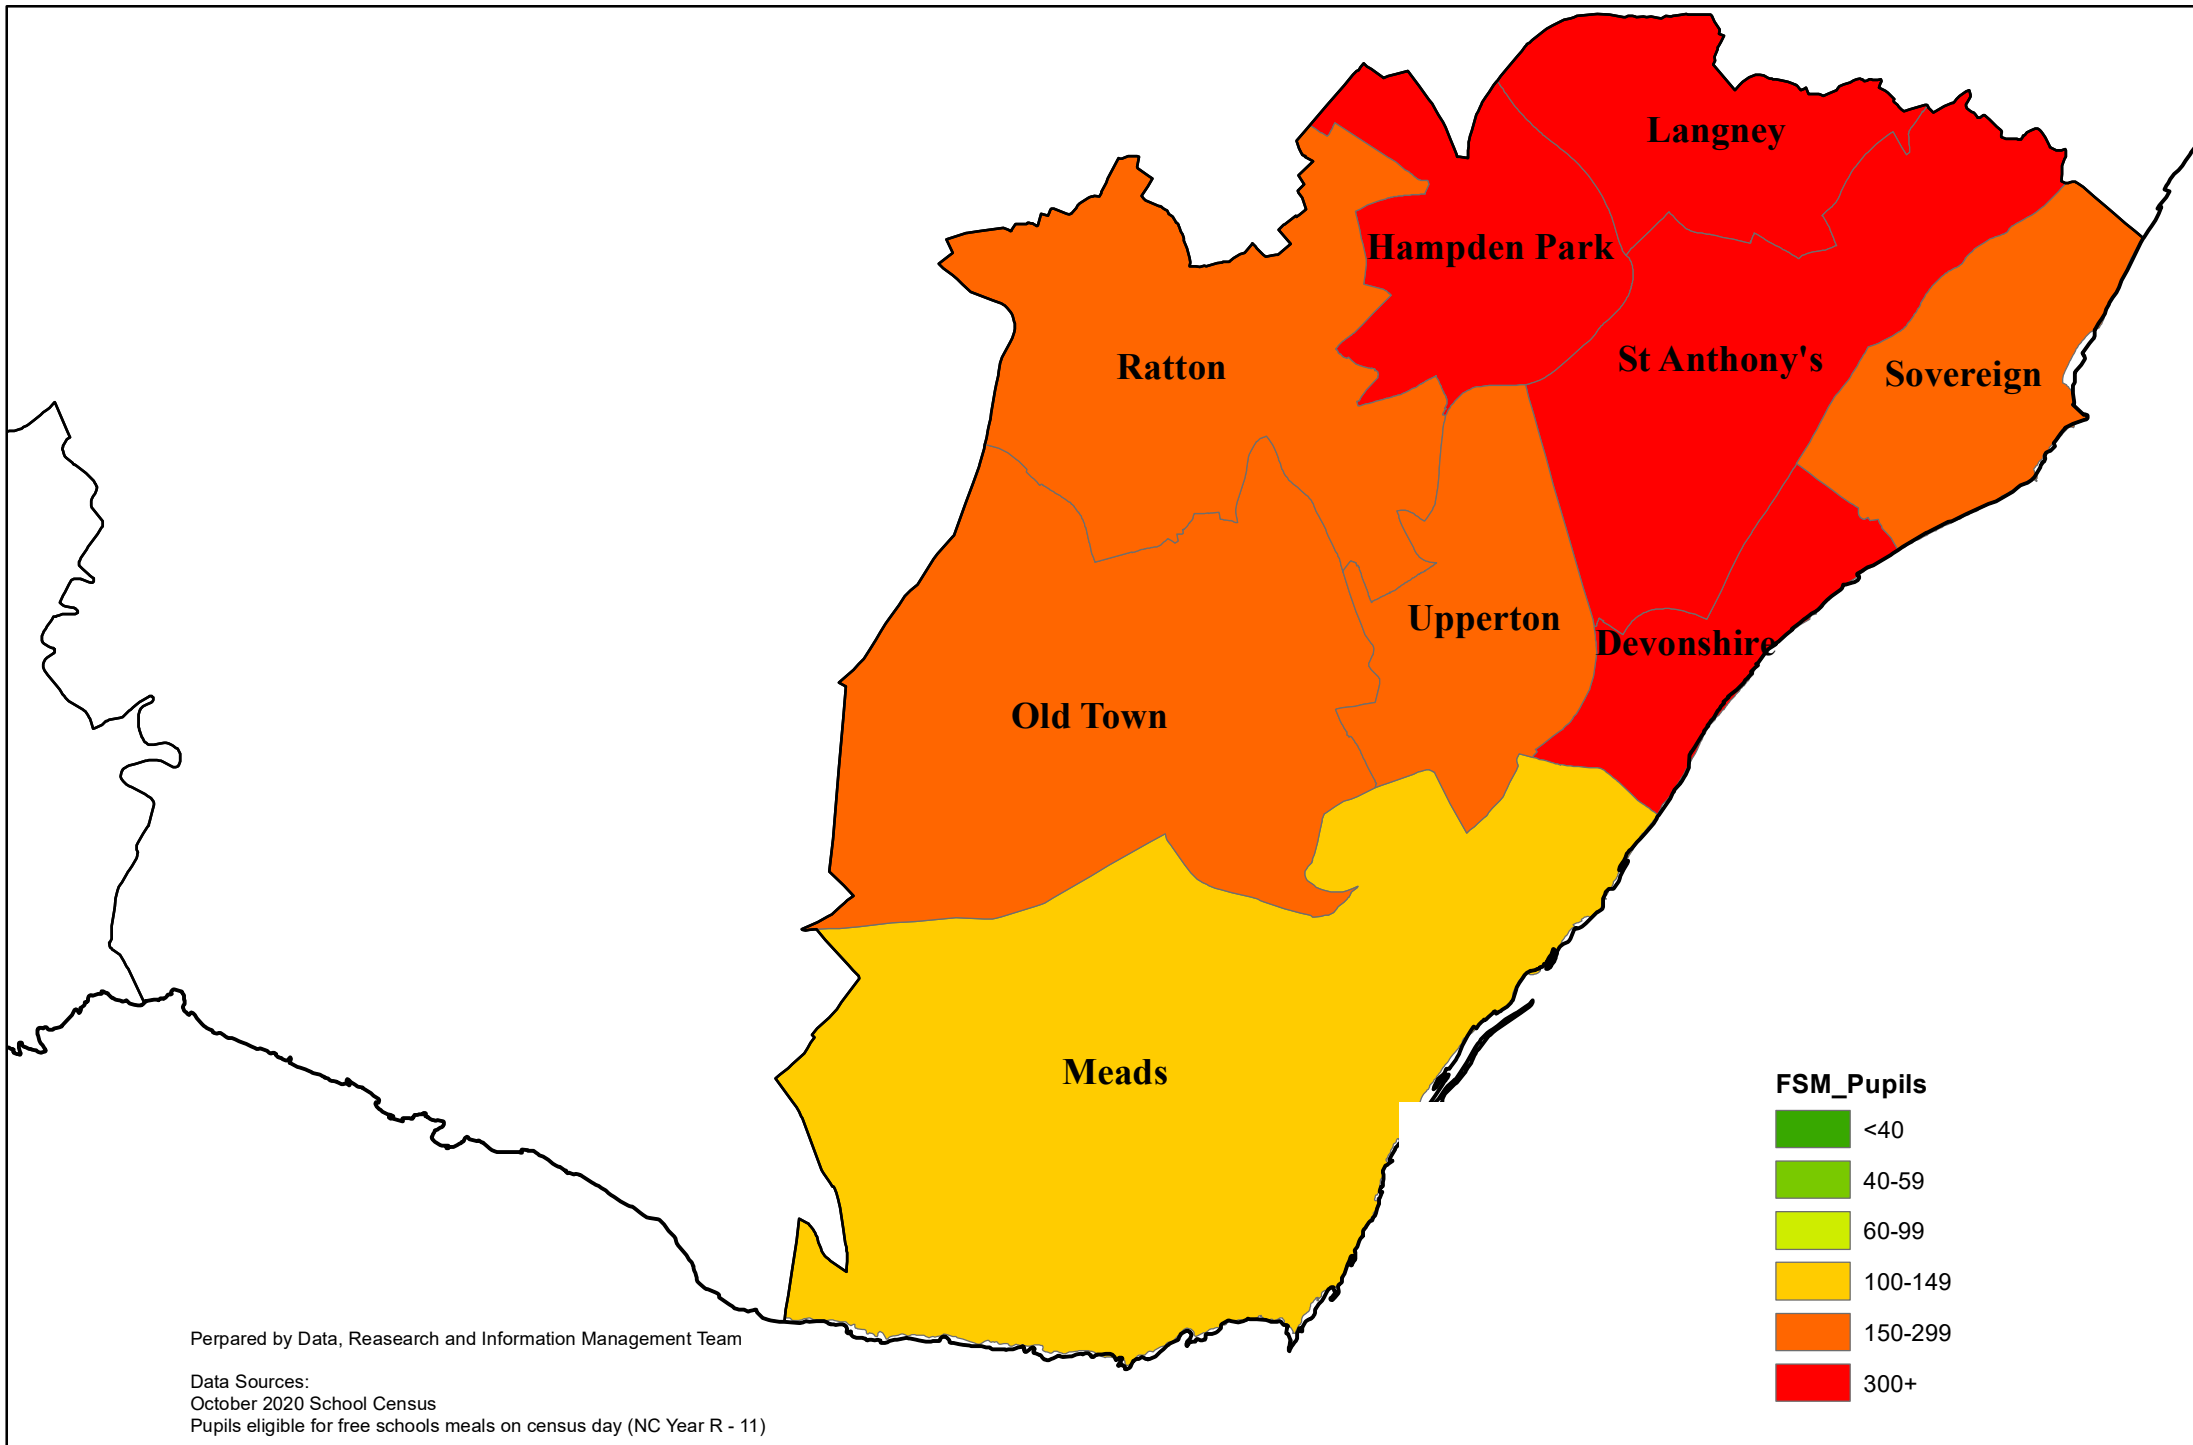 Langney
Hampden Park
St Anthony's
Ratton
Sovereign
Upperton
Devonshire
Old Town
Meads
FSM_Pupils
<40
40-59
60-99
100-149
150-299
300+
Perpared by Data, Reasearch and Information Management Team
Data Sources:
October 2020 School Census
Pupils eligible for free schools meals on census day (NC Year R - 11)